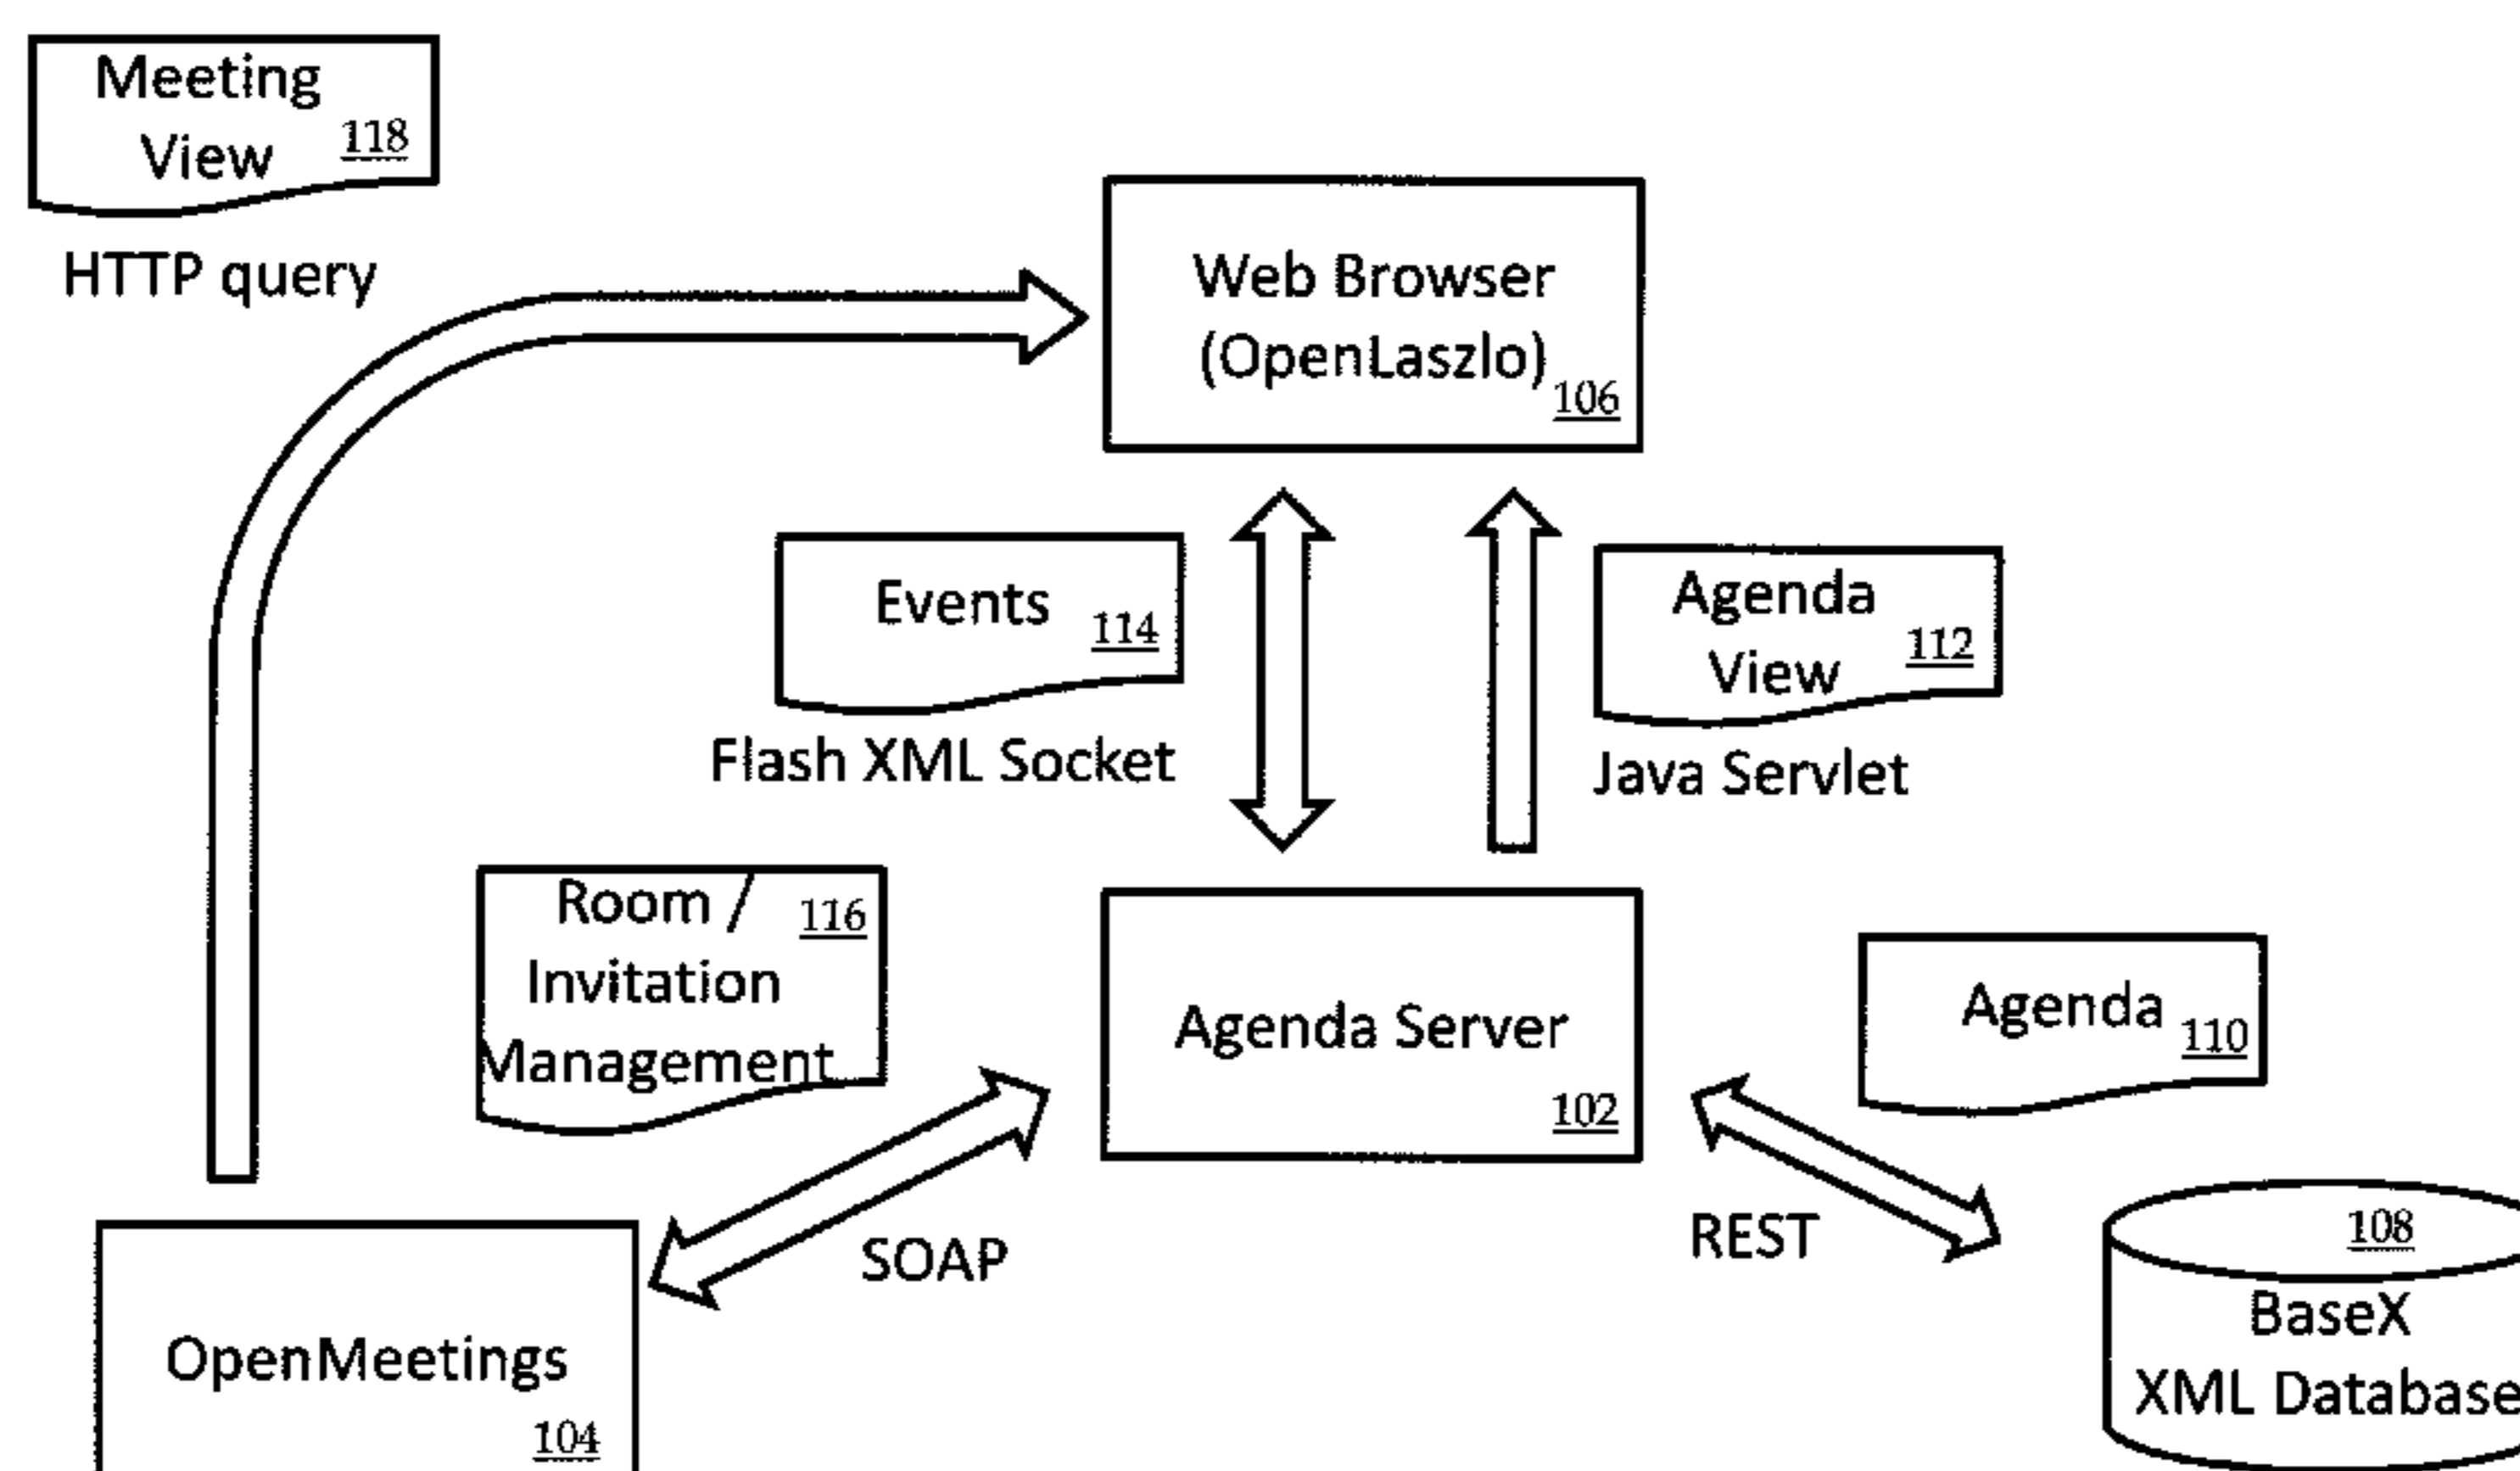 Meeting
View 118
HTTP query
Web Browser
(OpenLaszlo)
106
Events
114
Flash XML Socket
Agenda
View 112
Java Servlet
Room / 116
Invitation
Management
SOAP
Agenda Server
102
Agenda
110
REST
OpenMeetings
104
108
BaseX
XML Database